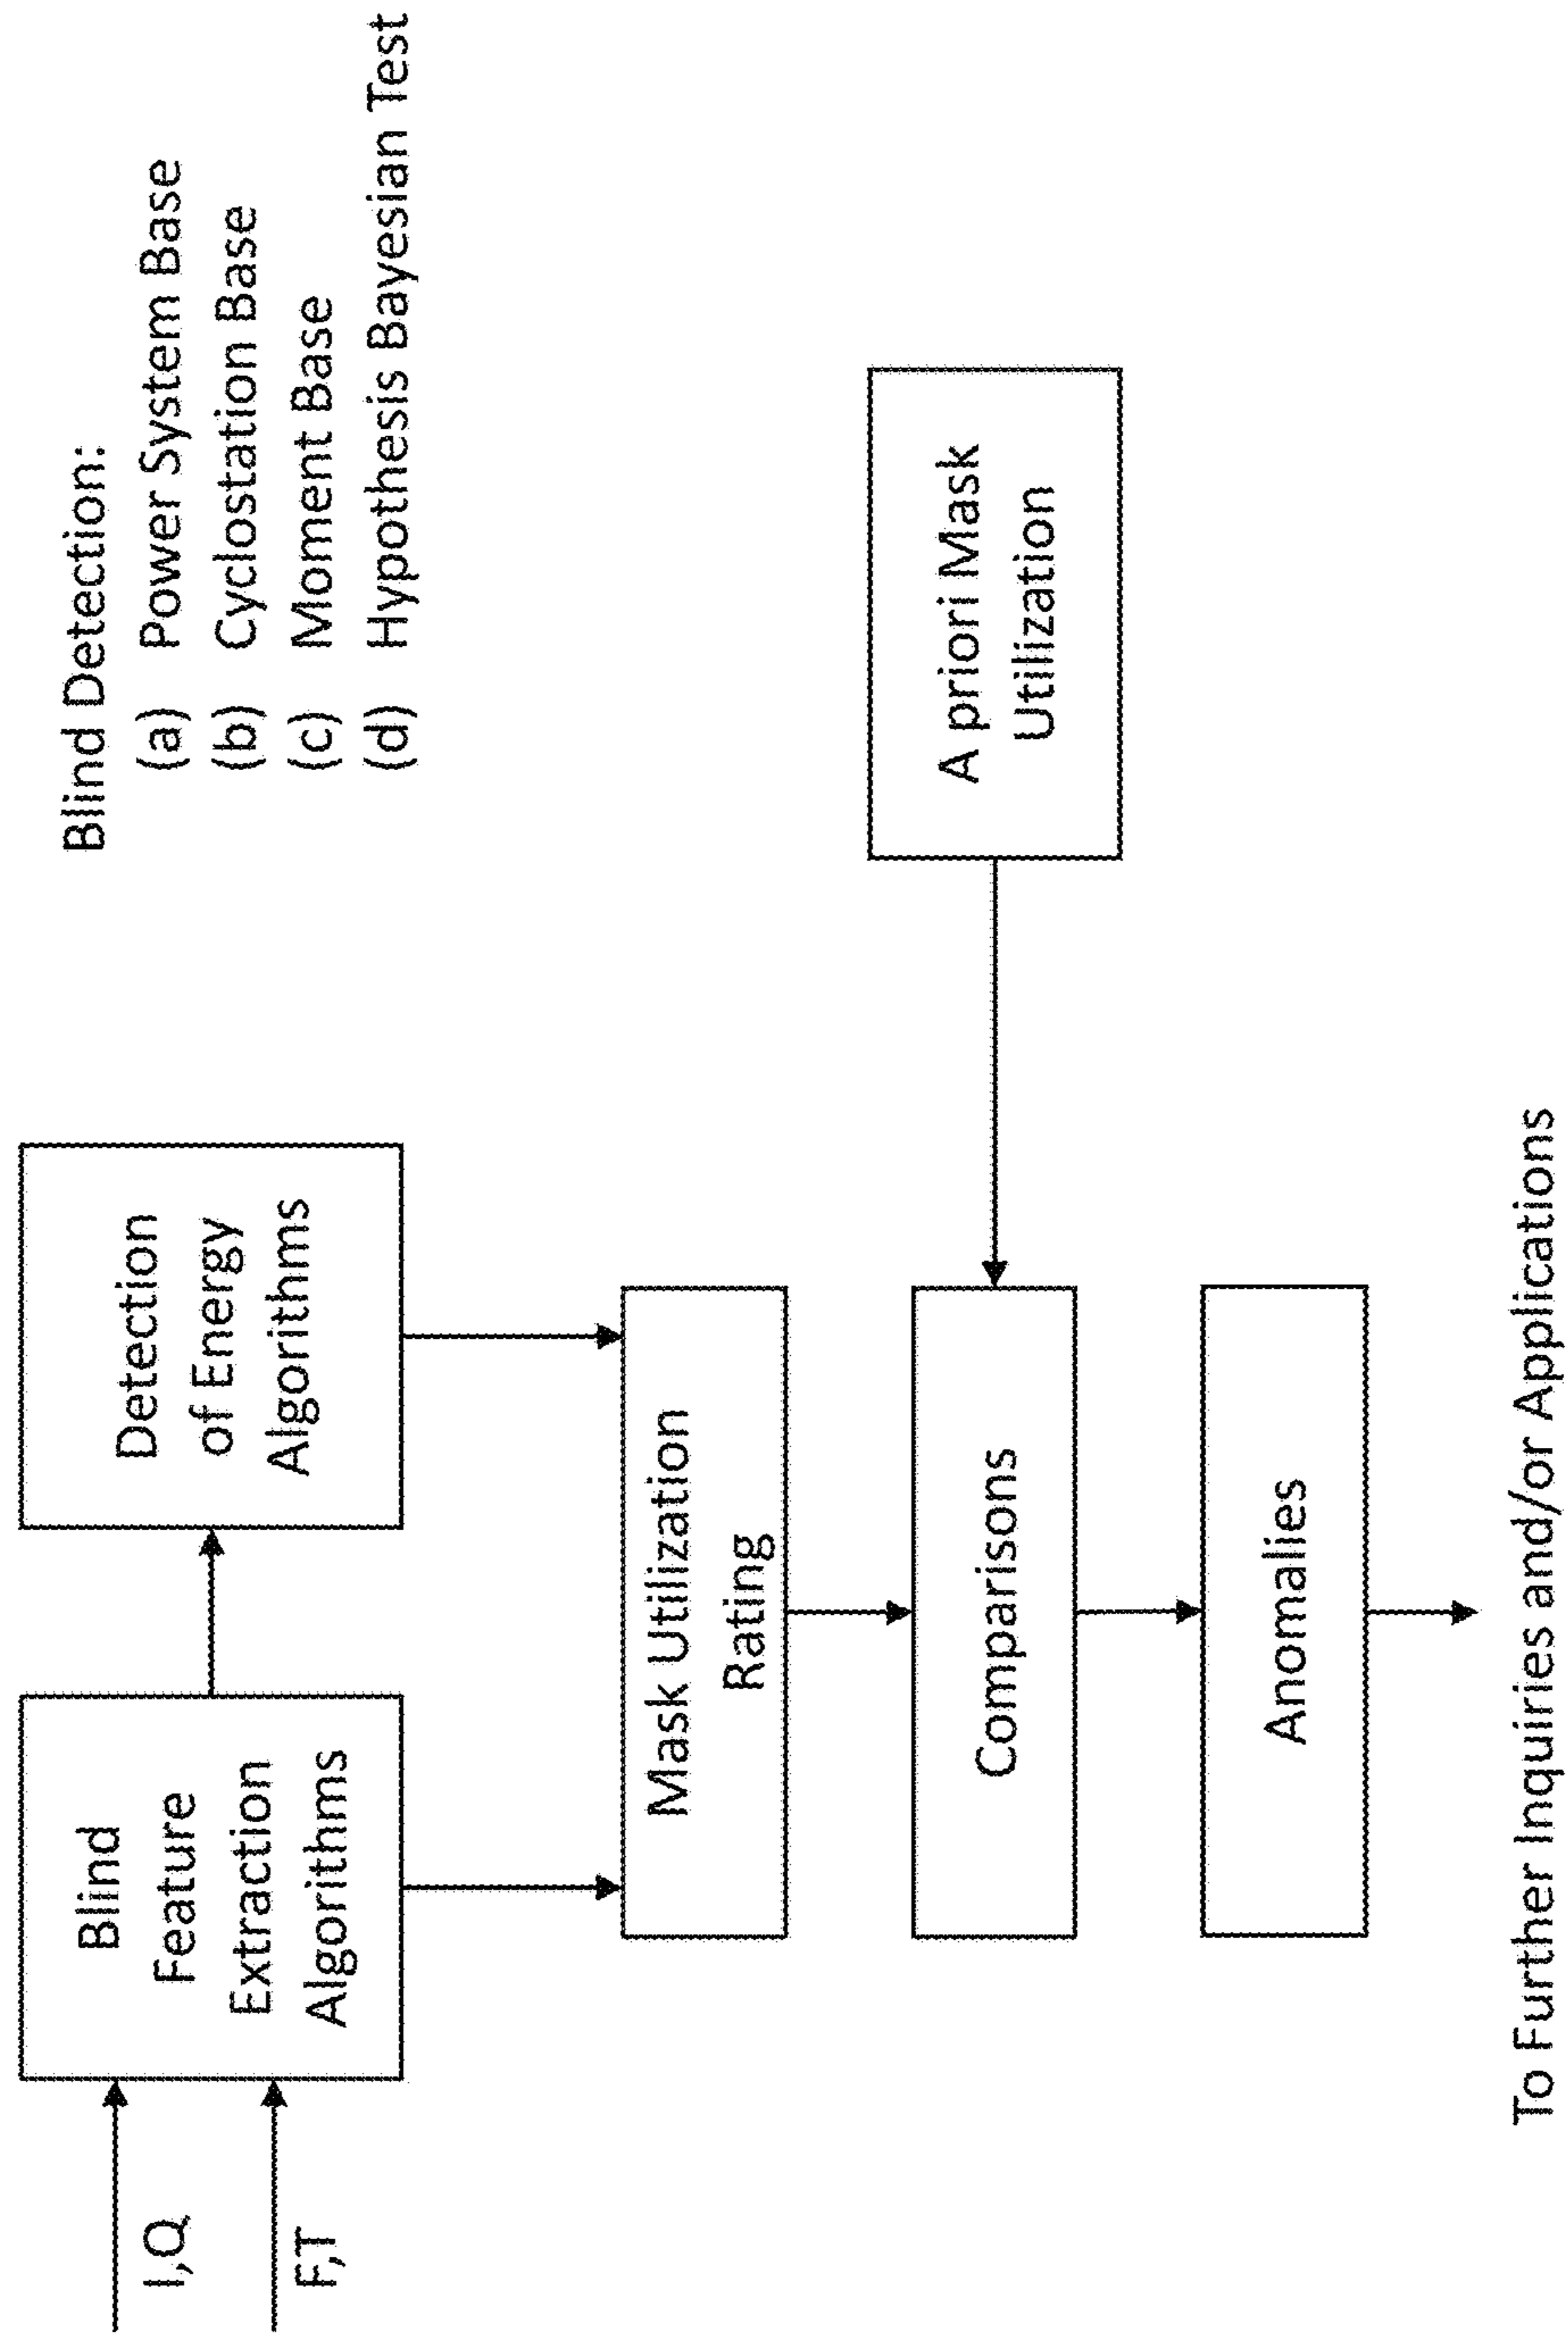 I,Q
F,T
Blind
Feature
Extraction
Algorithms
Detection
of Energy
Algorithms
Blind Detection:
(a) Power System Base
(b) Cyclostation Base
(c) Moment Base
(d) Hypothesis Bayesian Test
Mask Utilization
Rating
Comparisons
A priori Mask
Utilization
Anomalies
To Further Inquiries and/or Applications